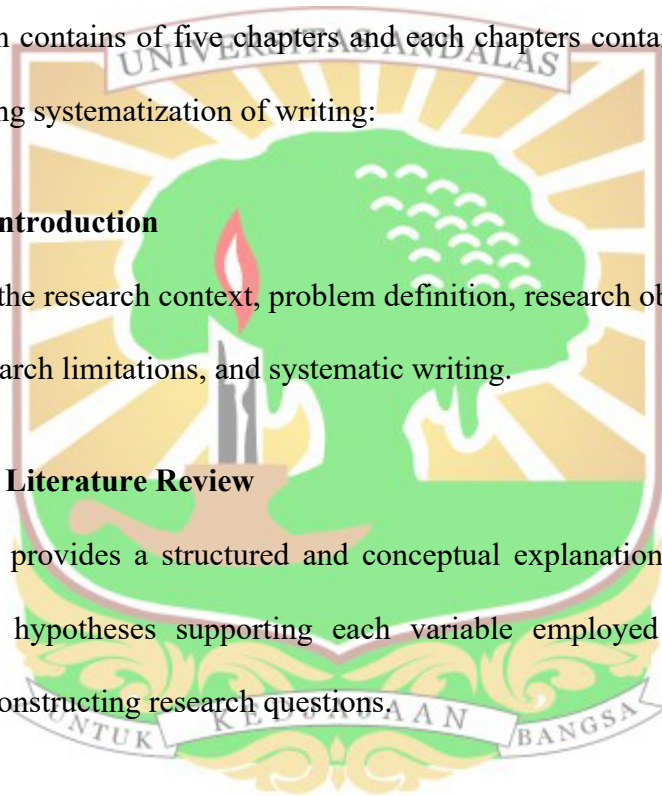 n contains of five chapters and each chapters contai
UNIVERSITAS ANDALAS
ng systematization of writing:
ntroduction
the research context, problem definition, research ob
arch limitations, and systematic writing.
Literature Review
provides a structured and conceptual explanation
hypotheses supporting each variable employed
onstructing research questions.
UNTUK KEDJAJAAN BANGSA